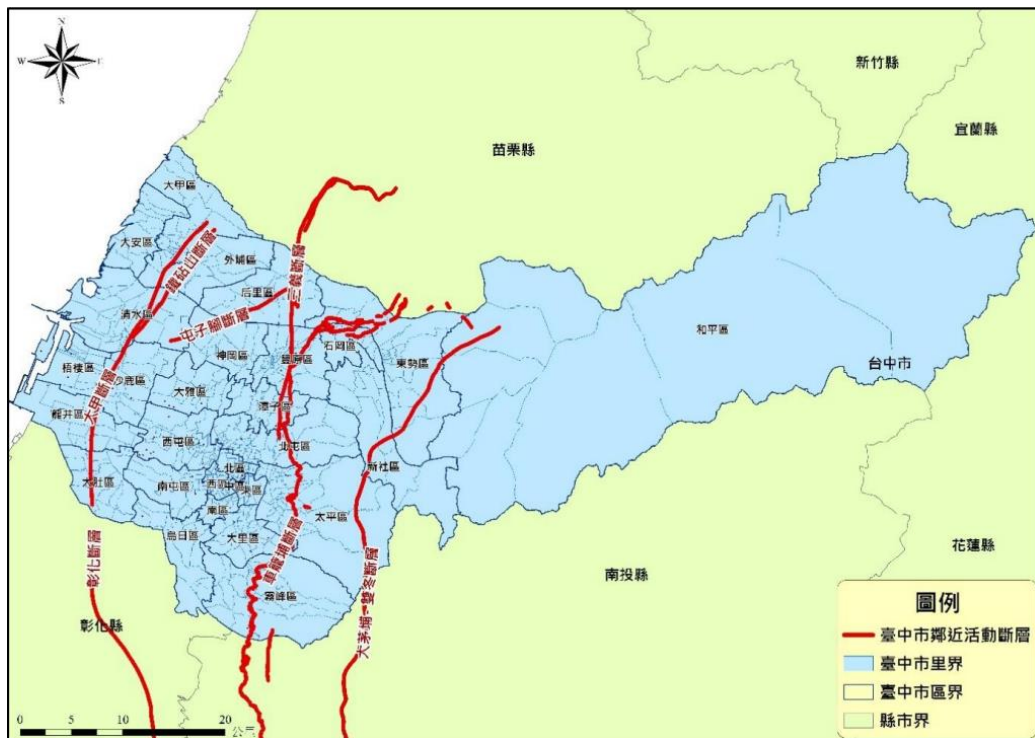 N
W
E
S
新竹縣
宜蘭縣
苗栗縣
大甲區
大安區
外埔區
鐵砧山斷層
三義斷層
后里區
清水區
屯子腳斷層
神岡區
豐原區
石岡區
東勢區
和平區
台中市
梧棲區
沙鹿區
大甲斷層
大雅區
潭子區
龍井區
西屯區
北屯區
新社區
北區
西區
中區
東區
大肚區
南屯區
南區
太平區
烏日區
大里區
車籠埔斷層
霧峰區
大茅埔-雙冬斷層
彰化斷層
彰化縣
南投縣
花蓮縣
圖例
臺中市鄰近活動斷層
臺中市里界
臺中市區界
縣市界
0 5 10 20
公里